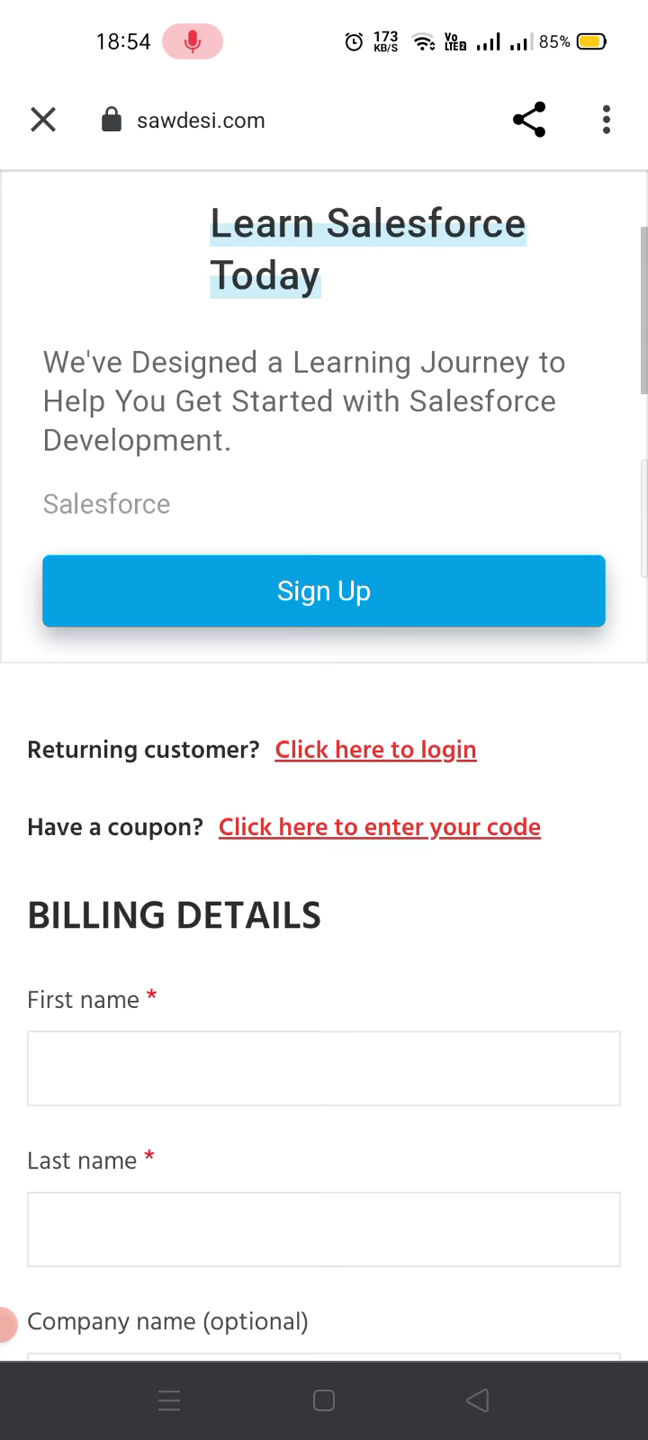 18:54 173 KB/S Vo LTE2 85%
sawdesi.com
Learn Salesforce
Today
We've Designed a Learning Journey to
Help You Get Started with Salesforce
Development.
Salesforce
Sign Up
Returning customer? Click here to login
Have a coupon? Click here to enter your code
BILLING DETAILS
First name *
Last name *
Company name (optional)